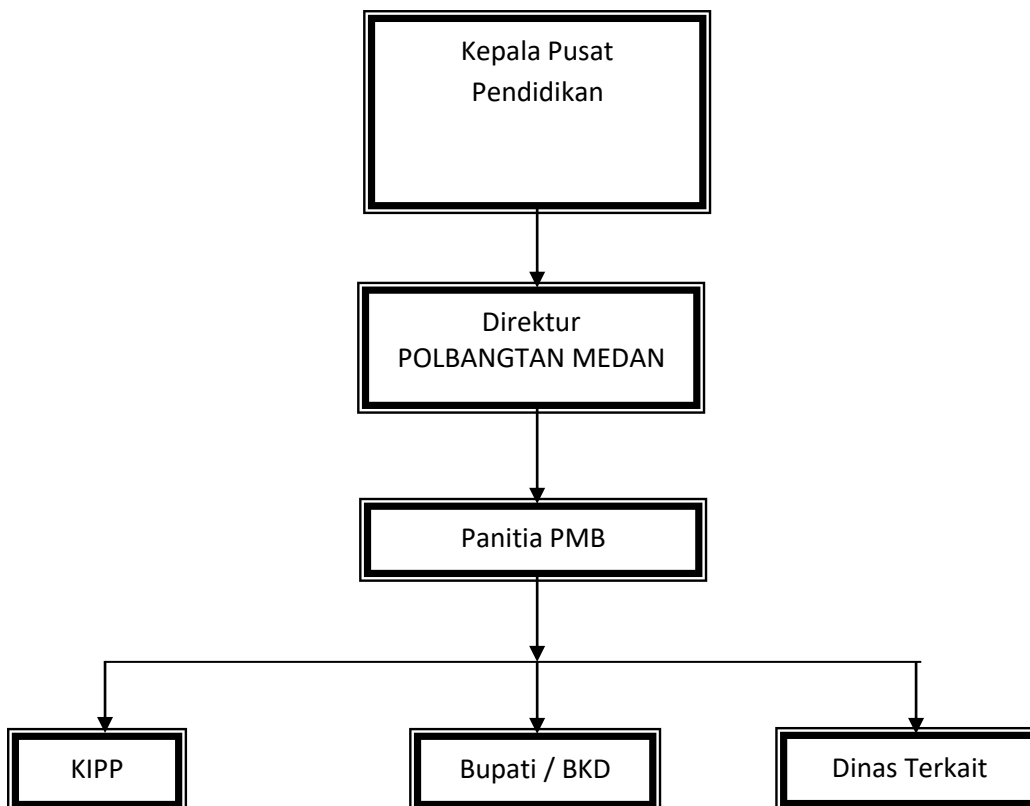 Kepala Pusat
Pendidikan
Direktur
POLBANGTAN MEDAN
Panitia PMB
KIPP
Bupati / BKD
Dinas Terkait